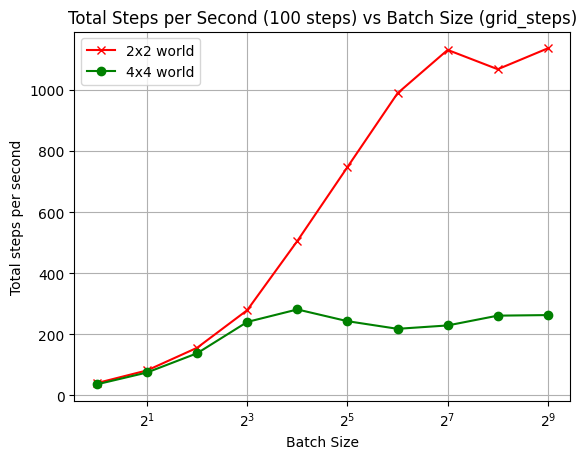 Total Steps per Second (100 steps) vs Batch Size (grid_steps)
2x2 world
4x4 world
Total steps per second
1000
800
600
400
200
0
2^1 2^3 2^5 2^7 2^9
Batch Size